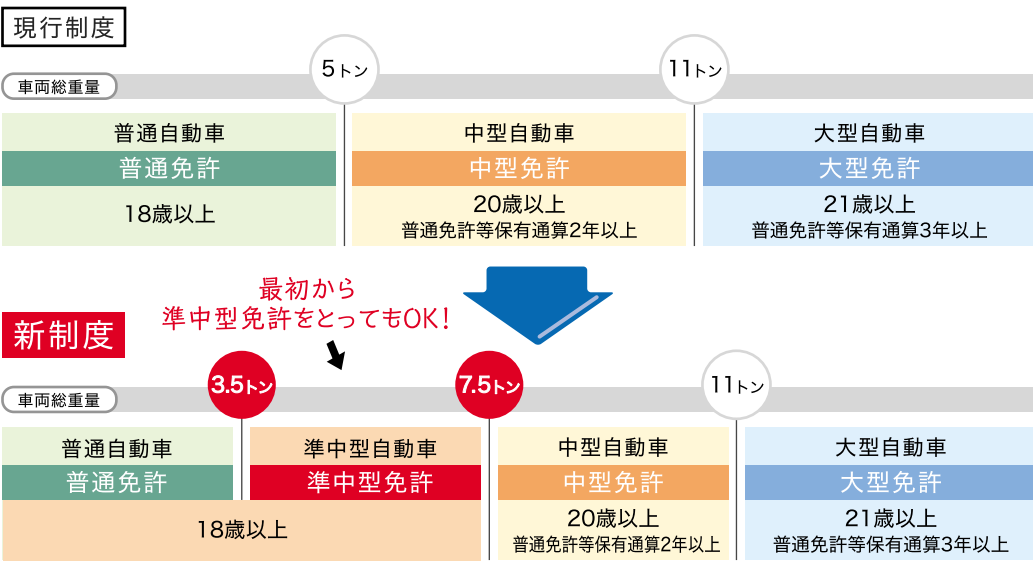 現行制度
5トン
11トン
車両総重量
普通自動車
中型自動車
大型自動車
普通免許
中型免許
大型免許
18歳以上
20歳以上
普通免許等保有通算2年以上
21歳以上
普通免許等保有通算3年以上
最初から
準中型免許をとってもOK!
新制度
3.5トン
7.5トン
11トン
車両総重量
普通自動車
準中型自動車
中型自動車
大型自動車
普通免許
準中型免許
中型免許
大型免許
18歳以上
20歳以上
普通免許等保有通算2年以上
21歳以上
普通免許等保有通算3年以上